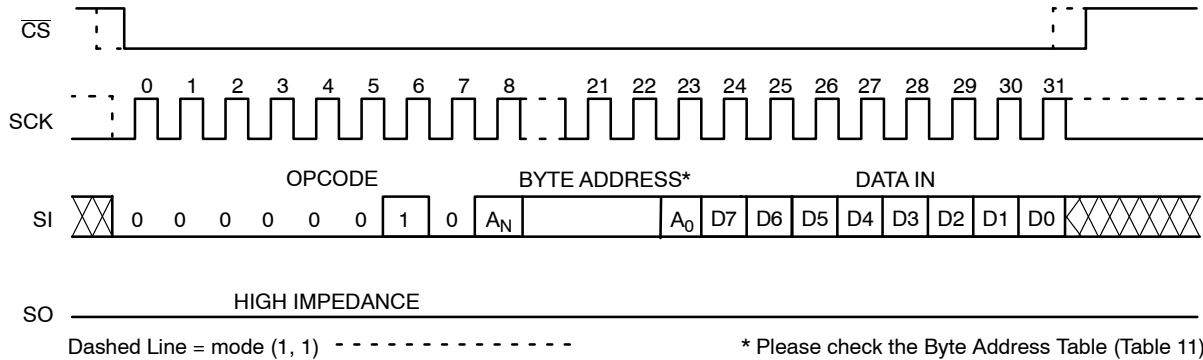 CS
0 1 2 3 4 5 6 7 8 21 22 23 24 25 26 27 28 29 30 31
SCK
OPCODE BYTE ADDRESS* DATA IN
SI 0 0 0 0 0 0 1 0 AN A0 D7 D6 D5 D4 D3 D2 D1 D0
HIGH IMPEDANCE
SO
Dashed Line = mode (1, 1) * Please check the Byte Address Table (Table 11)